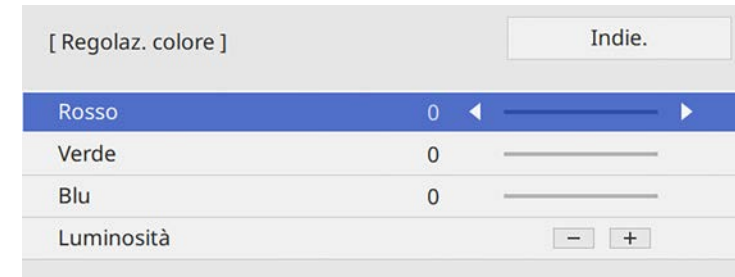 [ Regolaz. colore ] Indie.
Rosso 0
Verde 0
Blu 0
Luminosità − +